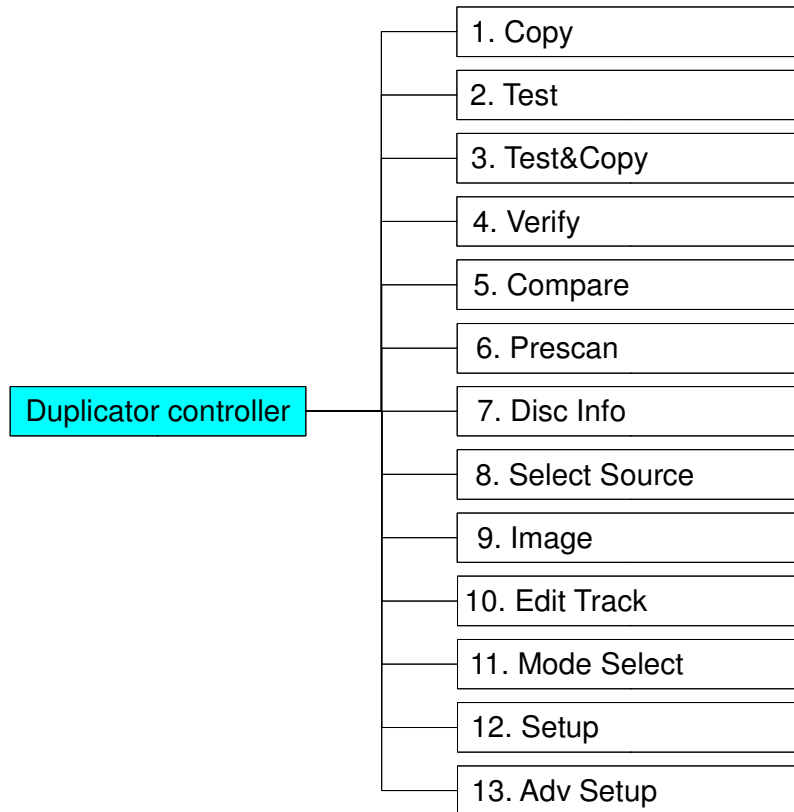 1. Copy
2. Test
3. Test&Copy
4. Verify
5. Compare
6. Prescan
Duplicator controller
7. Disc Info
8. Select Source
9. Image
10. Edit Track
11. Mode Select
12. Setup
13. Adv Setup